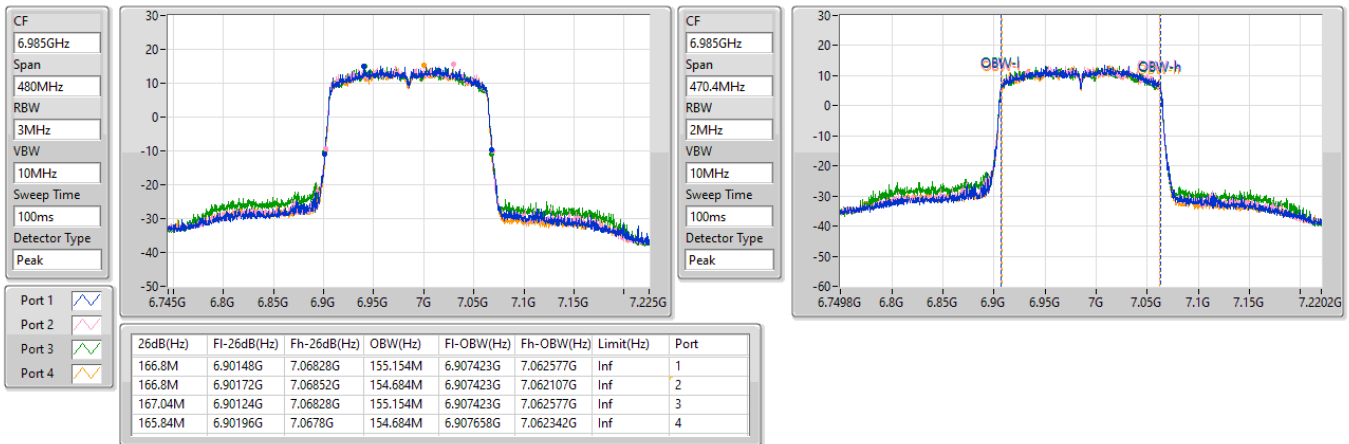 CF
6.985GHz
Span
480MHz
RBW
3MHz
VBW
10MHz
Sweep Time
100ms
Detector Type
Peak
30
20
10
0
-10
-20
-30
-40
-50
6.745G 6.8G 6.85G 6.9G 6.95G 7G 7.05G 7.1G 7.15G 7.225G
CF
6.985GHz
Span
470.4MHz
RBW
2MHz
VBW
10MHz
Sweep Time
100ms
Detector Type
Peak
30
20
10
0
-10
-20
-30
-40
-50
-60
OBW-l OBW-h
6.7498G 6.8G 6.85G 6.9G 6.95G 7G 7.05G 7.1G 7.15G 7.2202G
Port 1
Port 2
Port 3
Port 4
26dB(Hz) Fl-26dB(Hz) Fh-26dB(Hz) OBW(Hz) Fl-OBW(Hz) Fh-OBW(Hz) Limit(Hz) Port
166.8M 6.90148G 7.06828G 155.154M 6.907423G 7.062577G Inf 1
166.8M 6.90172G 7.06852G 154.684M 6.907423G 7.062107G Inf 2
167.04M 6.90124G 7.06828G 155.154M 6.907423G 7.062577G Inf 3
165.84M 6.90196G 7.0678G 154.684M 6.907658G 7.062342G Inf 4